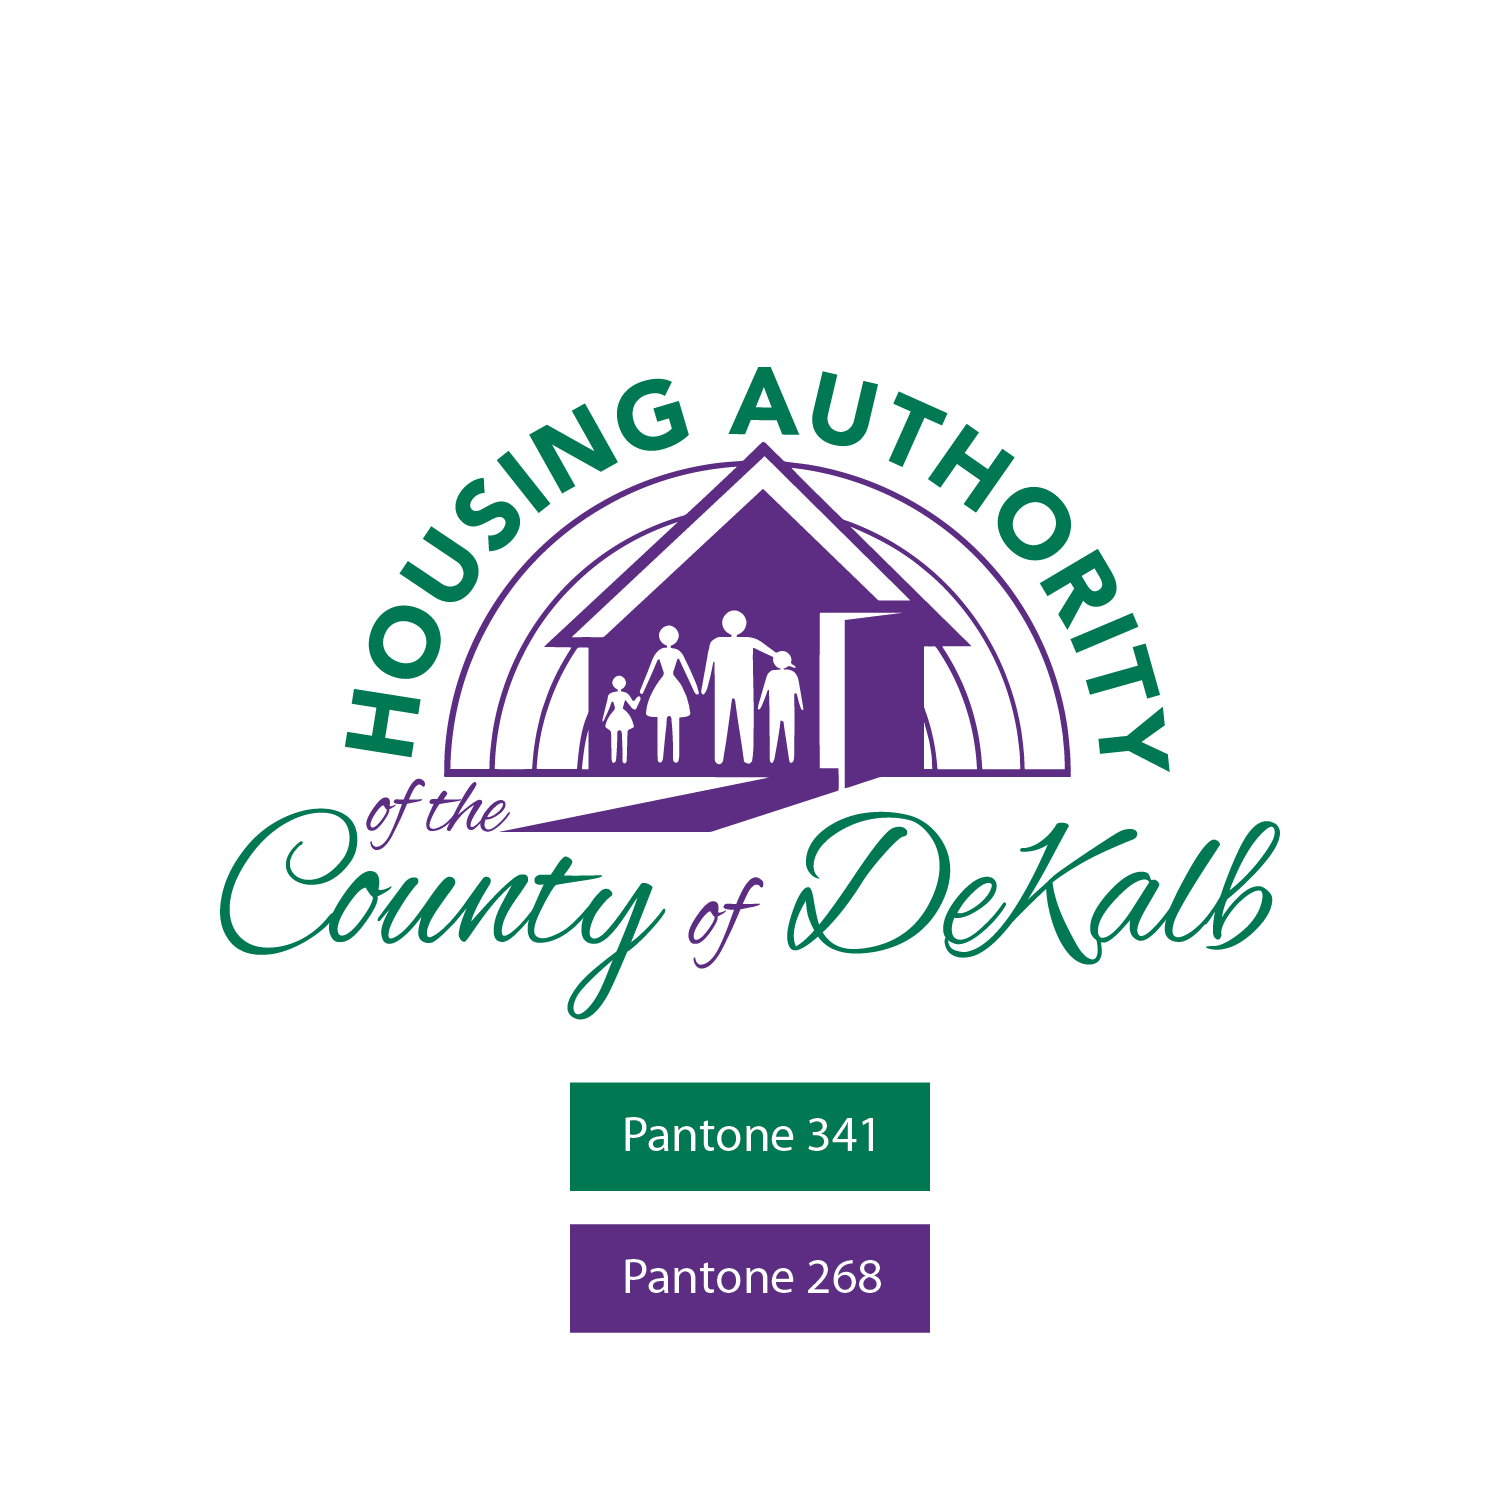 HOUSING AUTHORITY
of the
County of DeKalb
Pantone 341
Pantone 268